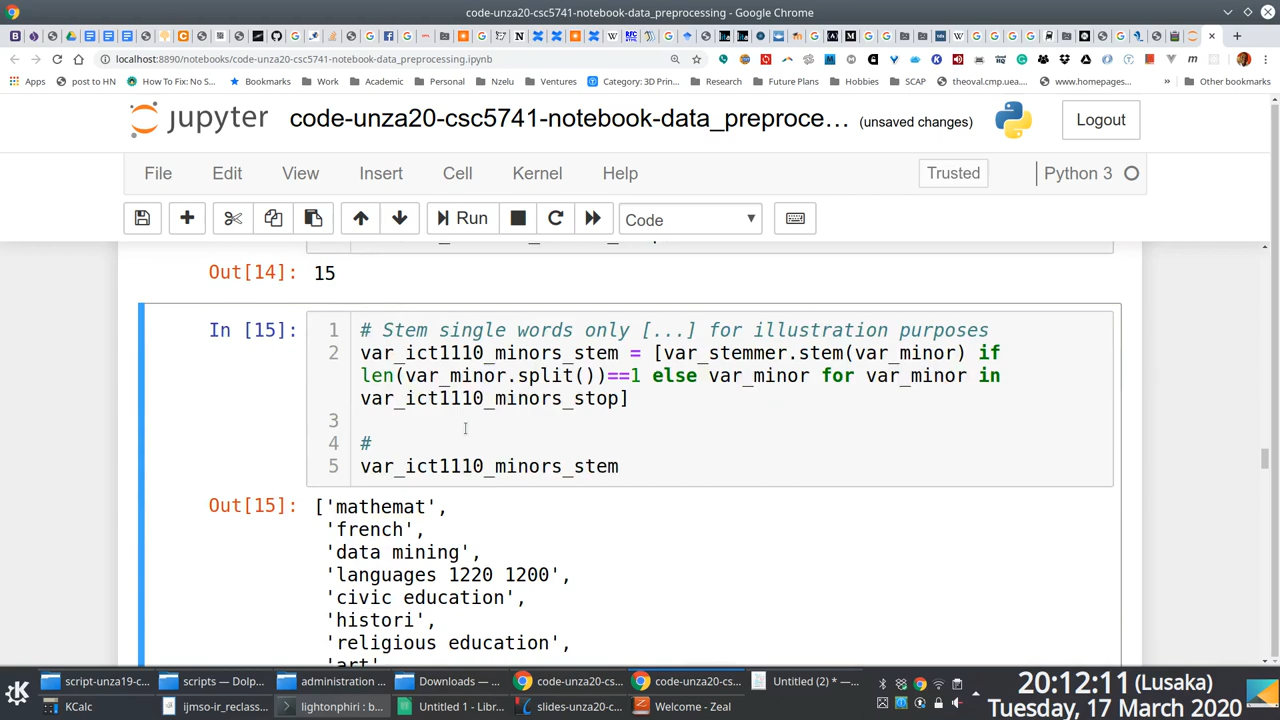 code-unza20-csc5741-notebook-data_preprocessing - Google Chrome
localhost:8890/notebooks/code-unza20-csc5741-notebook-data_preprocessing.ipynb
Apps post to HN How To Fix: No S... Bookmarks Work Academic Personal Nzelu Ventures Category: 3D Prin... Research Future Plans Hobbies SCAP theoval.cmp.uea... www.homepages... » Other bookmarks
jupyter code-unza20-csc5741-notebook-data_preproce... (unsaved changes) Logout
File Edit View Insert Cell Kernel Help Trusted Python 3
Run Code
Out[14]: 15
In [15]: 1 # Stem single words only [...] for illustration purposes
2 var_ict1110_minors_stem = [var_stemmer.stem(var_minor) if
len(var_minor.split())==1 else var_minor for var_minor in
var_ict1110_minors_stop]
3
4 #
5 var_ict1110_minors_stem
Out[15]: ['mathemat',
'french',
'data mining',
'languages 1220 1200',
'civic education',
'histori',
'religious education',
'art'
script-unza19-c... scripts — Dolp... administration ... Downloads — ... code-unza20-cs... code-unza20-cs... Untitled (2) * —... 20:12:11 (Lusaka)
KCalc ijmso-ir_reclass... lightonphiri : b... Untitled 1 - Libr... slides-unza20-c... Welcome - Zeal Tuesday, 17 March 2020